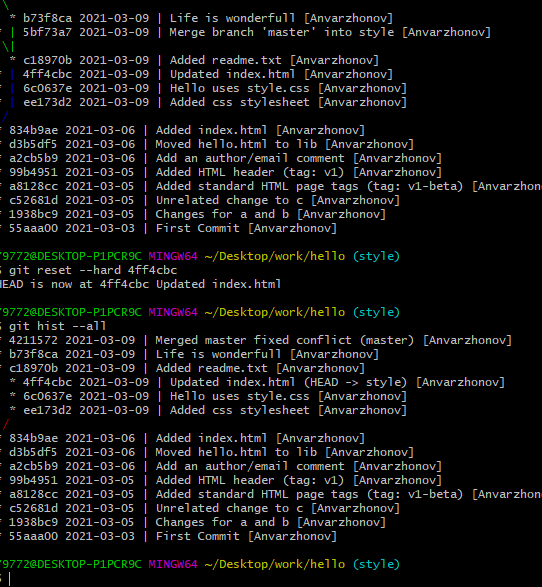 \
* b73f8ca 2021-03-09 | Life is wonderfull [Anvarzhonov]
* | 5bf73a7 2021-03-09 | Merge branch 'master' into style [Anvarzhonov]
\|
* c18970b 2021-03-09 | Added readme.txt [Anvarzhonov]
* | 4ff4cbc 2021-03-09 | Updated index.html [Anvarzhonov]
* | 6c0637e 2021-03-09 | Hello uses style.css [Anvarzhonov]
* | ee173d2 2021-03-09 | Added css stylesheet [Anvarzhonov]
/
* 834b9ae 2021-03-06 | Added index.html [Anvarzhonov]
* d3b5df5 2021-03-06 | Moved hello.html to lib [Anvarzhonov]
* a2cb5b9 2021-03-06 | Add an author/email comment [Anvarzhonov]
* 99b4951 2021-03-05 | Added HTML header (tag: v1) [Anvarzhonov]
* a8128cc 2021-03-05 | Added standard HTML page tags (tag: v1-beta) [Anvarzhonov
* c52681d 2021-03-05 | Unrelated change to c [Anvarzhonov]
* 1938bc9 2021-03-05 | Changes for a and b [Anvarzhonov]
* 55aaa00 2021-03-03 | First Commit [Anvarzhonov]
79772@DESKTOP-P1PCR9C MINGW64 ~/Desktop/work/hello (style)
$ git reset --hard 4ff4cbc
HEAD is now at 4ff4cbc Updated index.html
79772@DESKTOP-P1PCR9C MINGW64 ~/Desktop/work/hello (style)
$ git hist --all
* 4211572 2021-03-09 | Merged master fixed conflict (master) [Anvarzhonov]
* b73f8ca 2021-03-09 | Life is wonderfull [Anvarzhonov]
* c18970b 2021-03-09 | Added readme.txt [Anvarzhonov]
* 4ff4cbc 2021-03-09 | Updated index.html (HEAD -> style) [Anvarzhonov]
* 6c0637e 2021-03-09 | Hello uses style.css [Anvarzhonov]
* ee173d2 2021-03-09 | Added css stylesheet [Anvarzhonov]
/
* 834b9ae 2021-03-06 | Added index.html [Anvarzhonov]
* d3b5df5 2021-03-06 | Moved hello.html to lib [Anvarzhonov]
* a2cb5b9 2021-03-06 | Add an author/email comment [Anvarzhonov]
* 99b4951 2021-03-05 | Added HTML header (tag: v1) [Anvarzhonov]
* a8128cc 2021-03-05 | Added standard HTML page tags (tag: v1-beta) [Anvarzhonov
* c52681d 2021-03-05 | Unrelated change to c [Anvarzhonov]
* 1938bc9 2021-03-05 | Changes for a and b [Anvarzhonov]
* 55aaa00 2021-03-03 | First Commit [Anvarzhonov]
79772@DESKTOP-P1PCR9C MINGW64 ~/Desktop/work/hello (style)
$